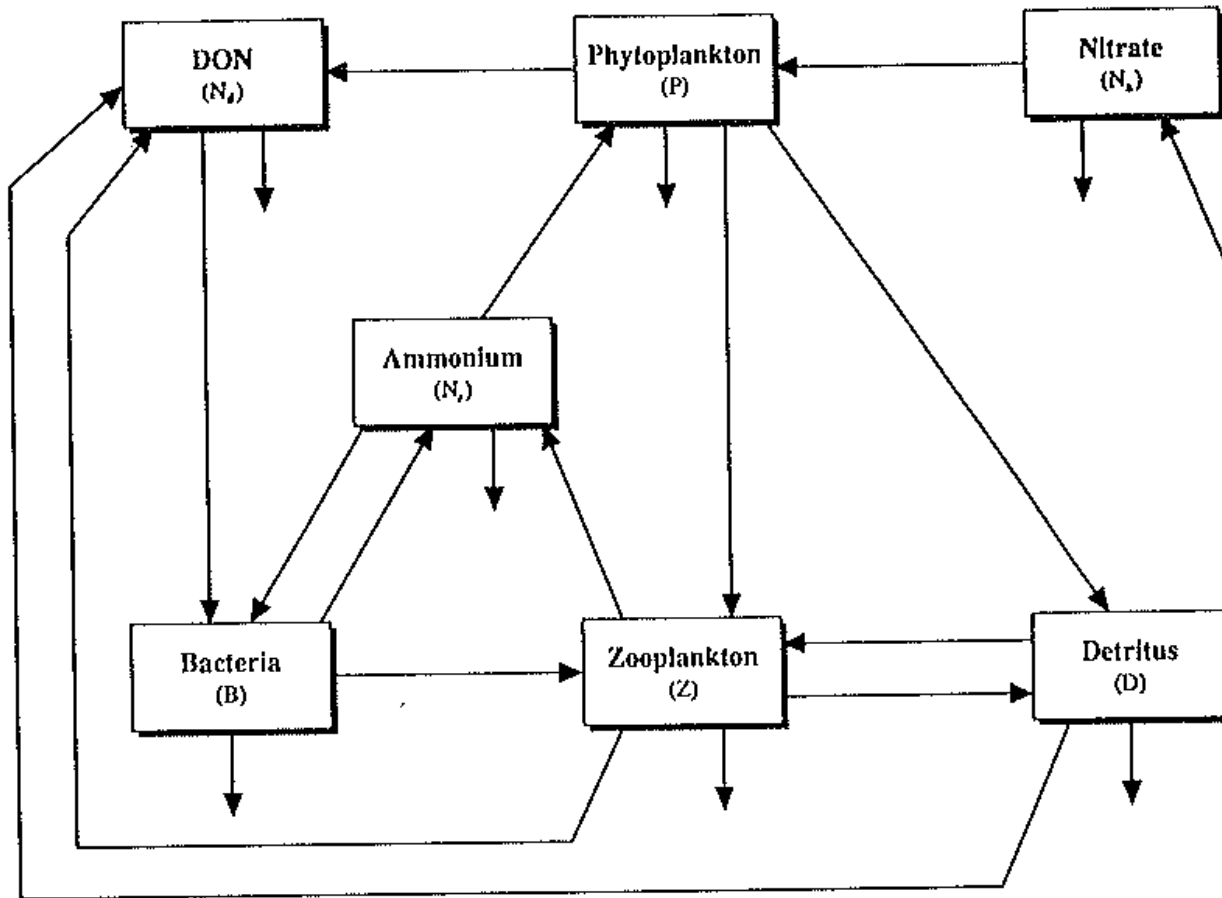 DON
(N_d)
Phytoplankton
(P)
Nitrate
(N_n)
Ammonium
(N_r)
Bacteria
(B)
Zooplankton
(Z)
Detritus
(D)